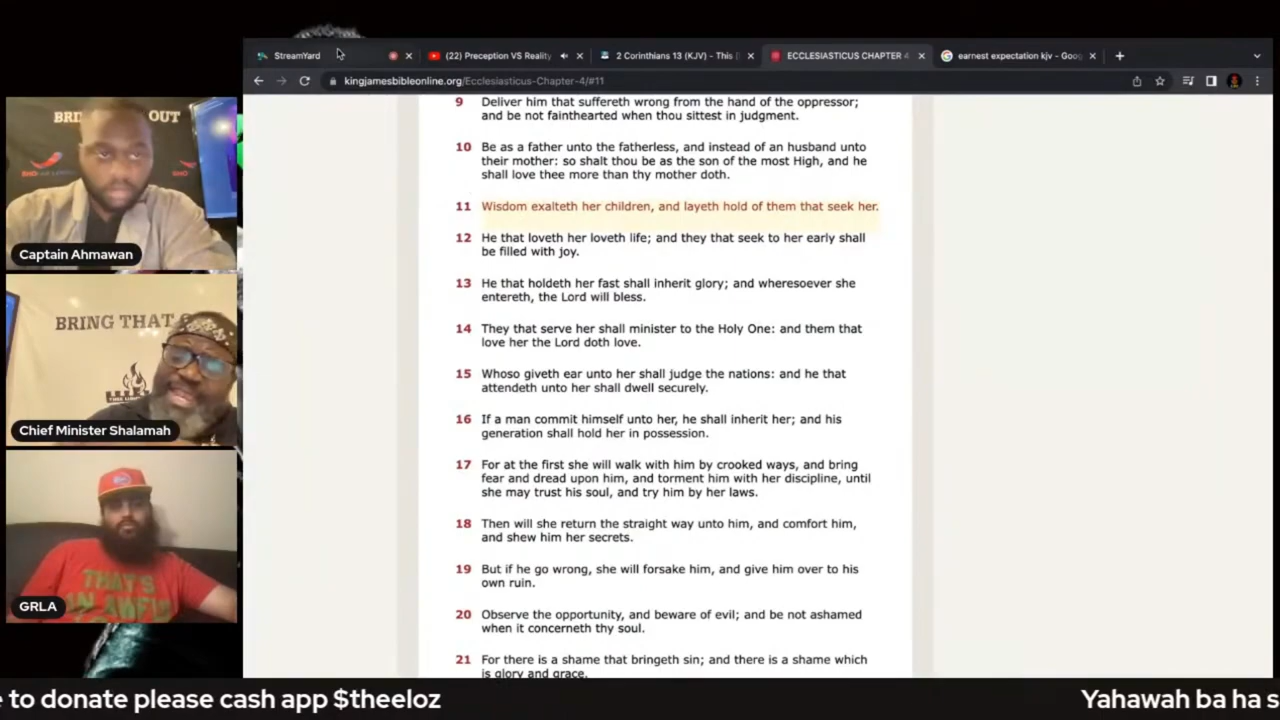 StreamYard
(22) Preception VS Reality
2 Corinthians 13 (KJV) - This
ECCLESIASTICUS CHAPTER 4
earnest expectation kjv - Goog
kingjamesbibleonline.org/Ecclesiasticus-Chapter-4/#11
9 Deliver him that suffereth wrong from the hand of the oppressor;
and be not fainthearted when thou sittest in judgment.
10 Be as a father unto the fatherless, and instead of an husband unto
their mother: so shalt thou be as the son of the most High, and he
shall love thee more than thy mother doth.
11 Wisdom exalteth her children, and layeth hold of them that seek her.
12 He that loveth her loveth life; and they that seek to her early shall
be filled with joy.
13 He that holdeth her fast shall inherit glory; and wheresoever she
entereth, the Lord will bless.
14 They that serve her shall minister to the Holy One: and them that
love her the Lord doth love.
15 Whoso giveth ear unto her shall judge the nations: and he that
attendeth unto her shall dwell securely.
16 If a man commit himself unto her, he shall inherit her; and his
generation shall hold her in possession.
17 For at the first she will walk with him by crooked ways, and bring
fear and dread upon him, and torment him with her discipline, until
she may trust his soul, and try him by her laws.
18 Then will she return the straight way unto him, and comfort him,
and shew him her secrets.
19 But if he go wrong, she will forsake him, and give him over to his
own ruin.
20 Observe the opportunity, and beware of evil; and be not ashamed
when it concerneth thy soul.
21 For there is a shame that bringeth sin; and there is a shame which
is glory and grace.
OUT
Captain Ahmawan
BRING THAT
Chief Minister Shalamah
THAT'S
GRLA
e to donate please cash app $theeloz
Yahawah ba ha s